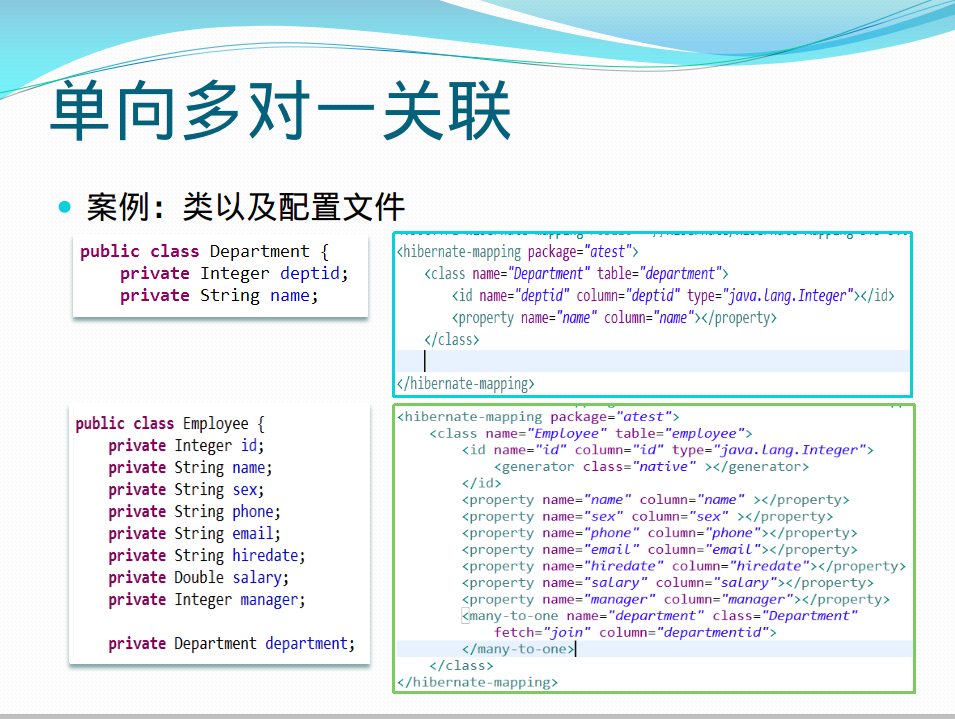 单向多对一关联
案例：类以及配置文件
public class Department {
private Integer deptid;
private String name;
<hibernate-mapping package="atest">
<class name="Department" table="department">
<id name="deptid" column="deptid" type="java.lang.Integer"></id>
<property name="name" column="name"></property>
</class>
</hibernate-mapping>
public class Employee {
private Integer id;
private String name;
private String sex;
private String phone;
private String email;
private String hiredate;
private Double salary;
private Integer manager;
private Department department;
<hibernate-mapping package="atest">
<class name="Employee" table="employee">
<id name="id" column="id" type="java.lang.Integer">
<generator class="native" ></generator>
</id>
<property name="name" column="name" ></property>
<property name="sex" column="sex" ></property>
<property name="phone" column="phone"></property>
<property name="email" column="email"></property>
<property name="hiredate" column="hiredate"></property>
<property name="salary" column="salary"></property>
<property name="manager" column="manager"></property>
<many-to-one name="department" class="Department"
fetch="join" column="departmentid">
</many-to-one>
</class>
</hibernate-mapping>